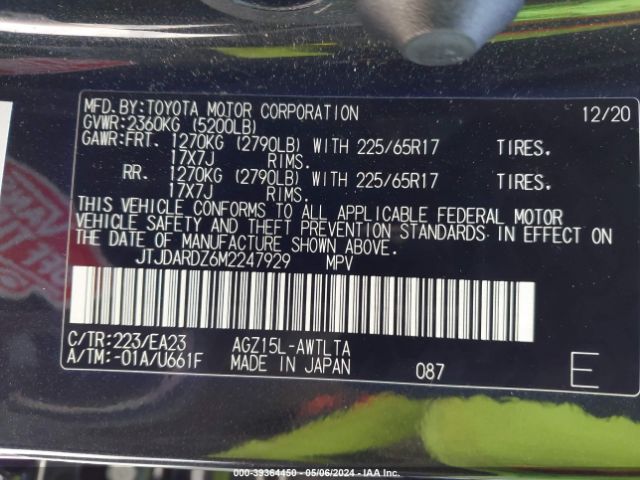 MFD.BY:TOYOTA MOTOR CORPORATION 12/20
GVWR:2360KG (5200LB)
GAWR:FRT. 1270KG (2790LB) WITH 225/65R17 TIRES.
17X7J RIMS.
RR. 1270KG (2790LB) WITH 225/65R17 TIRES.
17X7J RIMS.
THIS VEHICLE CONFORMS TO ALL APPLICABLE FEDERAL MOTOR
VEHICLE SAFETY AND THEFT PREVENTION STANDARDS IN EFFECT ON
THE DATE OF MANUFACTURE SHOWN ABOVE.
JTJDARDZ6M2247929 MPV
C/TR:223/EA23 AGZ15L-AWTLTA
A/TM:-01A/U661F MADE IN JAPAN 087 E
000-39364450 - 05/06/2024 - IAA Inc.